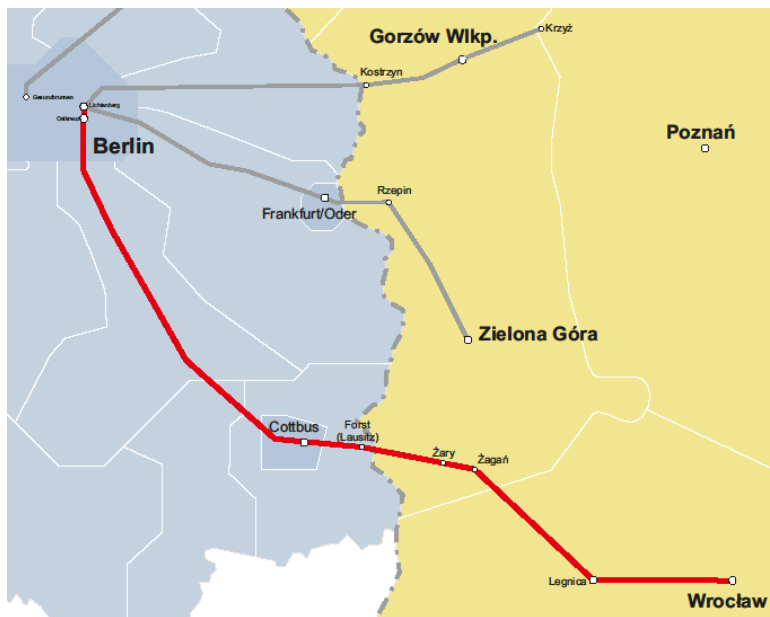 Krzyż
Gorzów Wlkp.
Kostrzyn
Gesundbrunnen
Lichtenberg
Ostkreuz
Berlin
Poznań
Rzepin
Frankfurt/Oder
Zielona Góra
Cottbus
Forst
(Lausitz)
Żary
Żagań
Legnica
Wrocław